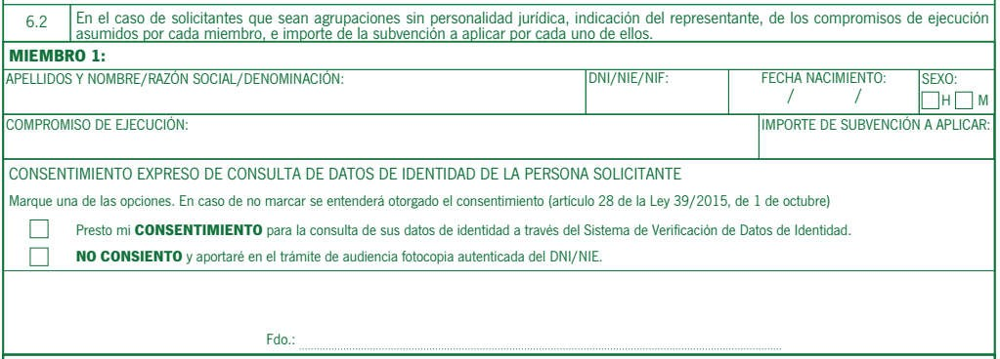 6.2
En el caso de solicitantes que sean agrupaciones sin personalidad jurídica, indicación del representante, de los compromisos de ejecución
asumidos por cada miembro, e importe de la subvención a aplicar por cada uno de ellos.
MIEMBRO 1:
APELLIDOS Y NOMBRE/RAZÓN SOCIAL/DENOMINACIÓN:
DNI/NIE/NIF:
FECHA NACIMIENTO:
/ /
SEXO:
H M
COMPROMISO DE EJECUCIÓN:
IMPORTE DE SUBVENCIÓN A APLICAR:
CONSENTIMIENTO EXPRESO DE CONSULTA DE DATOS DE IDENTIDAD DE LA PERSONA SOLICITANTE
Marque una de las opciones. En caso de no marcar se entenderá otorgado el consentimiento (artículo 28 de la Ley 39/2015, de 1 de octubre)
Presto mi CONSENTIMIENTO para la consulta de sus datos de identidad a través del Sistema de Verificación de Datos de Identidad.
NO CONSIENTO y aportaré en el trámite de audiencia fotocopia autenticada del DNI/NIE.
Fdo.: